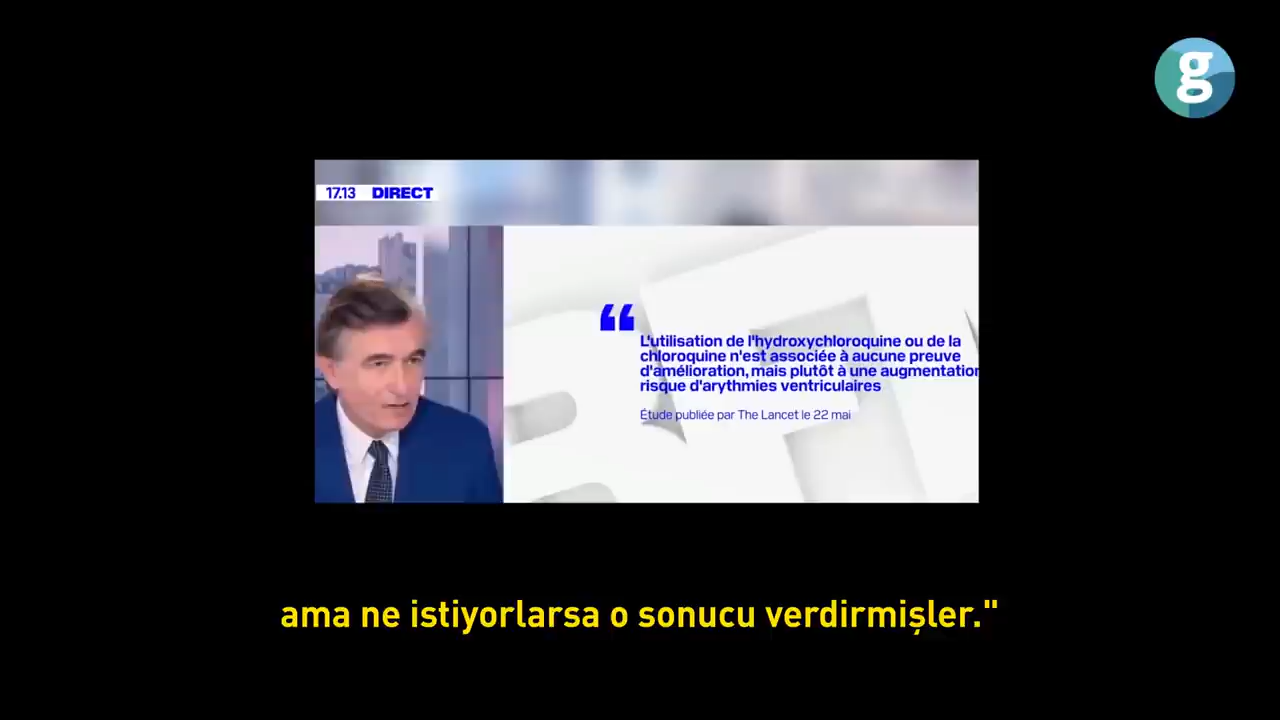 g
17.13 DIRECT
“
L'utilisation de l'hydroxychloroquine ou de la
chloroquine n'est associée à aucune preuve
d'amélioration, mais plutôt à une augmentation
risque d'arythmies ventriculaires
Étude publiée par The Lancet le 22 mai
ama ne istiyorlarsa o sonucu verdirmişler."